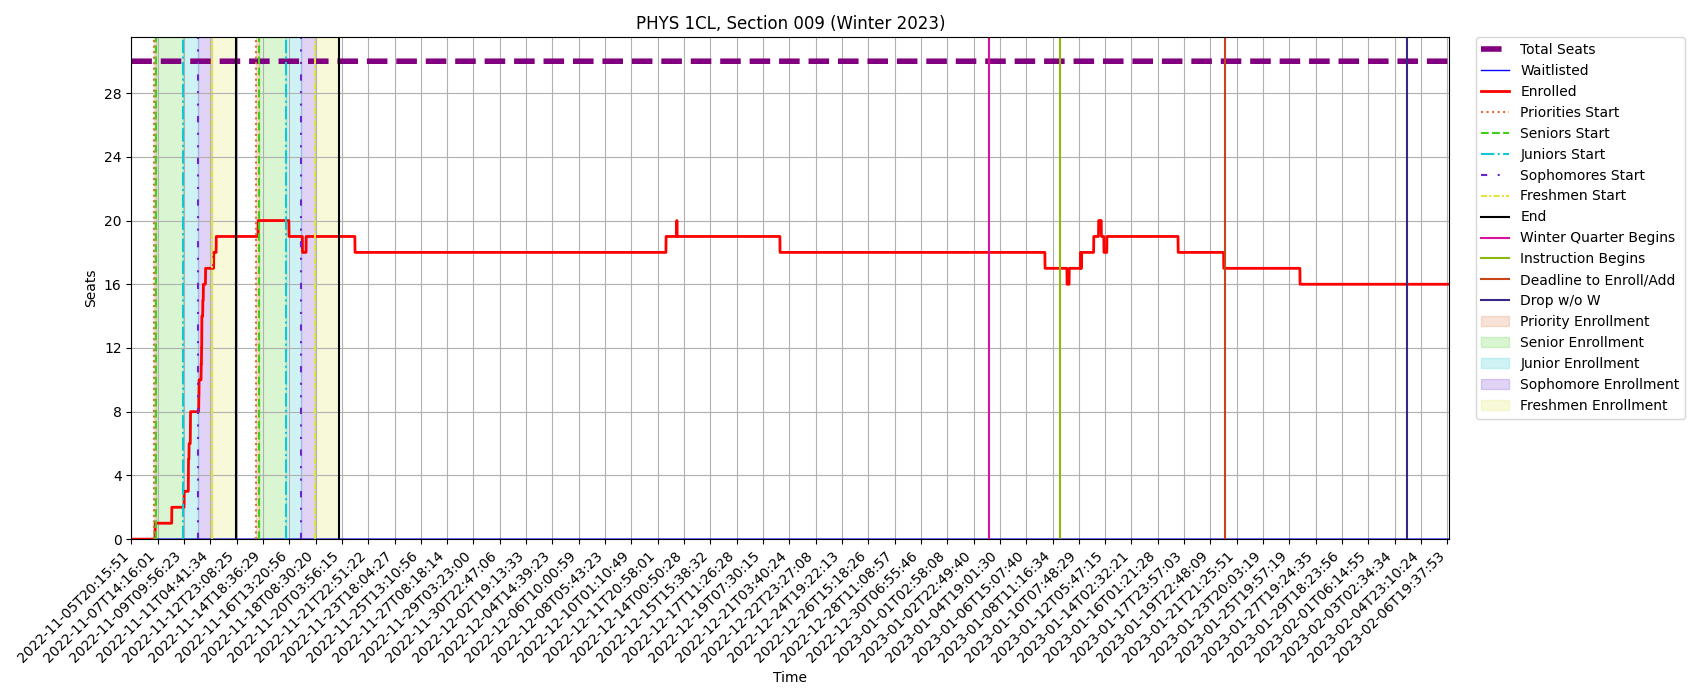 PHYS 1CL, Section 009 (Winter 2023)
Seats
28
24
20
16
12
8
4
0
2022-11-05T20:15:51
2022-11-07T14:16:01
2022-11-09T09:56:23
2022-11-11T04:41:34
2022-11-12T23:08:25
2022-11-14T18:36:29
2022-11-16T13:20:56
2022-11-18T08:30:20
2022-11-20T03:56:15
2022-11-21T22:51:22
2022-11-23T18:04:27
2022-11-25T13:10:56
2022-11-27T08:18:14
2022-11-29T03:23:00
2022-11-30T22:47:06
2022-12-02T19:13:33
2022-12-04T14:39:23
2022-12-06T10:00:59
2022-12-08T05:43:23
2022-12-10T01:10:49
2022-12-11T20:58:01
2022-12-14T00:50:28
2022-12-15T15:38:32
2022-12-17T11:26:28
2022-12-19T07:30:15
2022-12-21T03:40:24
2022-12-22T23:27:08
2022-12-24T19:22:13
2022-12-26T15:18:26
2022-12-28T11:08:57
2022-12-30T06:55:46
2023-01-01T02:58:08
2023-01-02T22:49:40
2023-01-04T19:01:30
2023-01-06T15:07:40
2023-01-08T11:16:34
2023-01-10T07:48:29
2023-01-12T05:47:15
2023-01-14T02:32:21
2023-01-16T01:21:28
2023-01-17T23:57:03
2023-01-19T22:48:09
2023-01-21T21:25:51
2023-01-23T20:03:19
2023-01-25T19:57:19
2023-01-27T19:24:35
2023-01-29T18:23:56
2023-02-01T06:14:55
2023-02-03T02:34:34
2023-02-04T23:10:24
2023-02-06T19:37:53
Time
Total Seats
Waitlisted
Enrolled
Priorities Start
Seniors Start
Juniors Start
Sophomores Start
Freshmen Start
End
Winter Quarter Begins
Instruction Begins
Deadline to Enroll/Add
Drop w/o W
Priority Enrollment
Senior Enrollment
Junior Enrollment
Sophomore Enrollment
Freshmen Enrollment